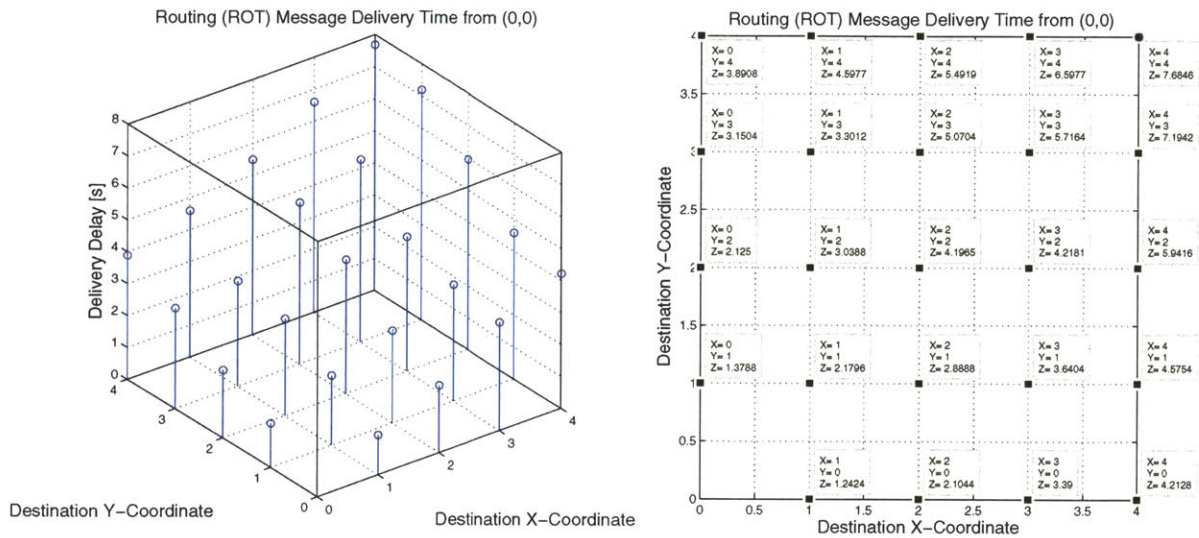 Routing (ROT) Message Delivery Time from (0,0)
8
7
6
5
4
3
2
1
0
Delivery Delay [s]
4
3
2
1
0
0
1
2
3
4
Destination Y-Coordinate
Destination X-Coordinate
Routing (ROT) Message Delivery Time from (0,0)
4
3.5
3
2.5
2
1.5
1
0.5
0
Destination Y-Coordinate
X= 0
Y= 4
Z= 3.8908
X= 1
Y= 4
Z= 4.5977
X= 2
Y= 4
Z= 5.4919
X= 3
Y= 4
Z= 6.5977
X= 4
Y= 4
Z= 7.6846
X= 0
Y= 3
Z= 3.1504
X= 1
Y= 3
Z= 3.3012
X= 2
Y= 3
Z= 5.0704
X= 3
Y= 3
Z= 5.7164
X= 4
Y= 3
Z= 7.1942
X= 0
Y= 2
Z= 2.125
X= 1
Y= 2
Z= 3.0388
X= 2
Y= 2
Z= 4.1965
X= 3
Y= 2
Z= 4.2181
X= 4
Y= 2
Z= 5.9416
X= 0
Y= 1
Z= 1.3788
X= 1
Y= 1
Z= 2.1796
X= 2
Y= 1
Z= 2.8888
X= 3
Y= 1
Z= 3.6404
X= 4
Y= 1
Z= 4.5754
X= 1
Y= 0
Z= 1.2424
X= 2
Y= 0
Z= 2.1044
X= 3
Y= 0
Z= 3.39
X= 4
Y= 0
Z= 4.2128
0
0.5
1
1.5
2
2.5
3
3.5
4
Destination X-Coordinate